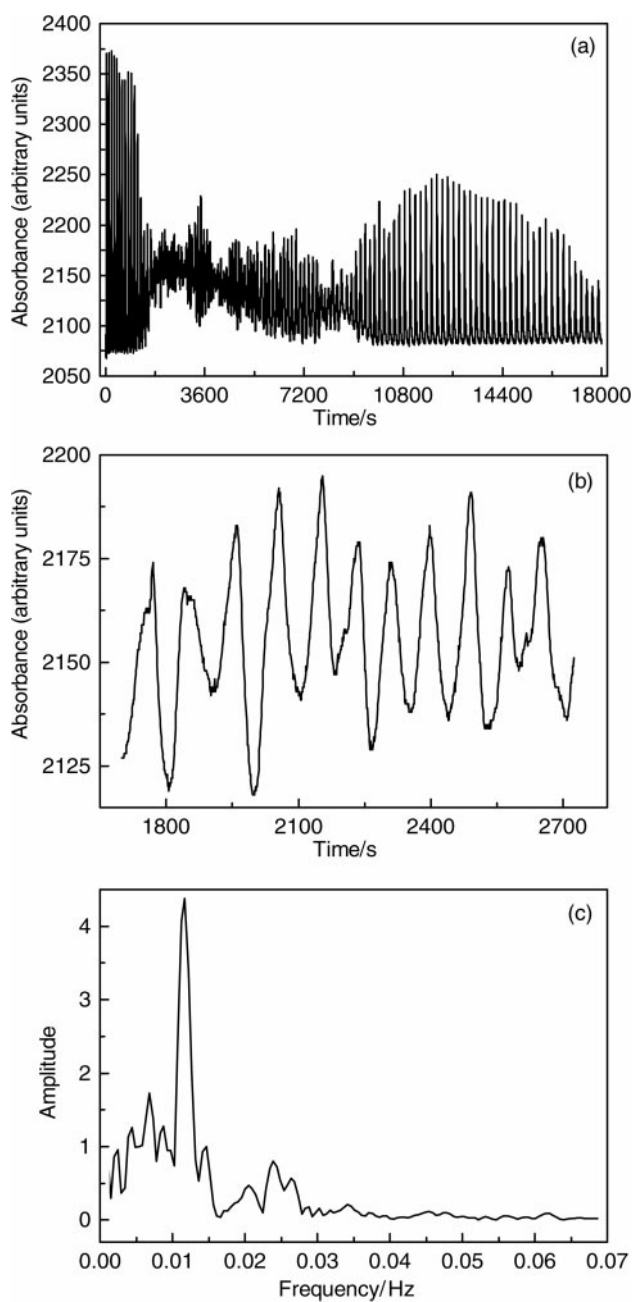 (a)
Absorbance (arbitrary units)
2400
2350
2300
2250
2200
2150
2100
2050
0 3600 7200 10800 14400 18000
Time/s
(b)
Absorbance (arbitrary units)
2200
2175
2150
2125
1800 2100 2400 2700
Time/s
(c)
Amplitude
4
3
2
1
0
0.00 0.01 0.02 0.03 0.04 0.05 0.06 0.07
Frequency/Hz